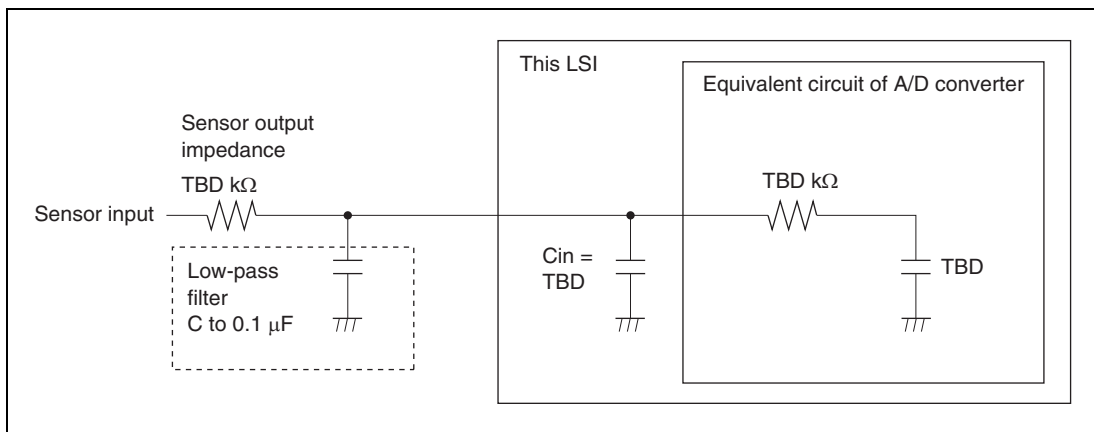 This LSI
Equivalent circuit of A/D converter
Sensor output
impedance
TBD kΩ
TBD kΩ
Sensor input
Low-pass
filter
C to 0.1 μF
Cin =
TBD
TBD